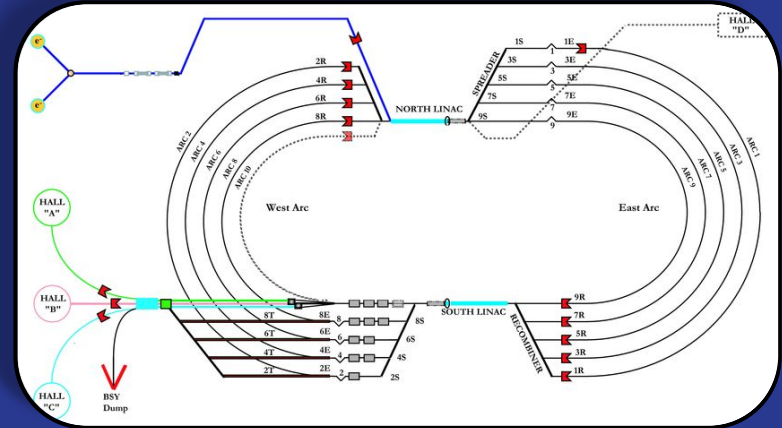 e-
e-
HALL
"D"
2R
4R
6R
8R
ARC 2
ARC 4
ARC 6
ARC 8
ARC 10
NORTH LINAC
SPREADER
1S
3S
5S
7S
9S
1E
3E
5E
7E
9E
1
3
5
7
9
ARC 1
ARC 3
ARC 5
ARC 7
ARC 9
West Arc
East Arc
HALL
"A"
HALL
"B"
HALL
"C"
BSY
Dump
8T
6T
4T
2T
8E
6E
4E
2E
8
6
4
2
8S
6S
4S
2S
SOUTH LINAC
RECOMBINER
9R
7R
5R
3R
1R